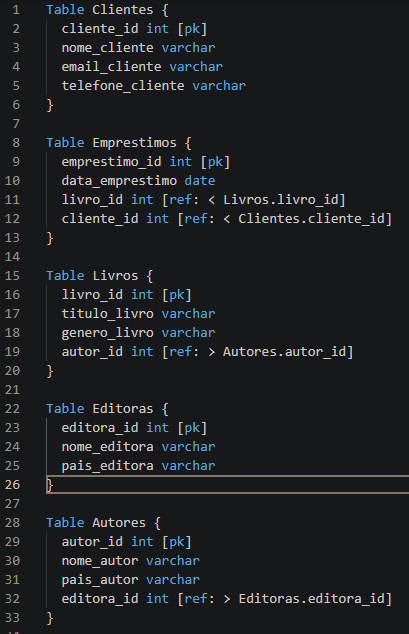 1 Table Clientes {
2 cliente_id int [pk]
3 nome_cliente varchar
4 email_cliente varchar
5 telefone_cliente varchar
6 }
7
8 Table Emprestimos {
9 emprestimo_id int [pk]
10 data_emprestimo date
11 livro_id int [ref: < Livros.livro_id]
12 cliente_id int [ref: < Clientes.cliente_id]
13 }
14
15 Table Livros {
16 livro_id int [pk]
17 titulo_livro varchar
18 genero_livro varchar
19 autor_id int [ref: > Autores.autor_id]
20 }
21
22 Table Editoras {
23 editora_id int [pk]
24 nome_editora varchar
25 pais_editora varchar
26 }
27
28 Table Autores {
29 autor_id int [pk]
30 nome_autor varchar
31 pais_autor varchar
32 editora_id int [ref: > Editoras.editora_id]
33 }